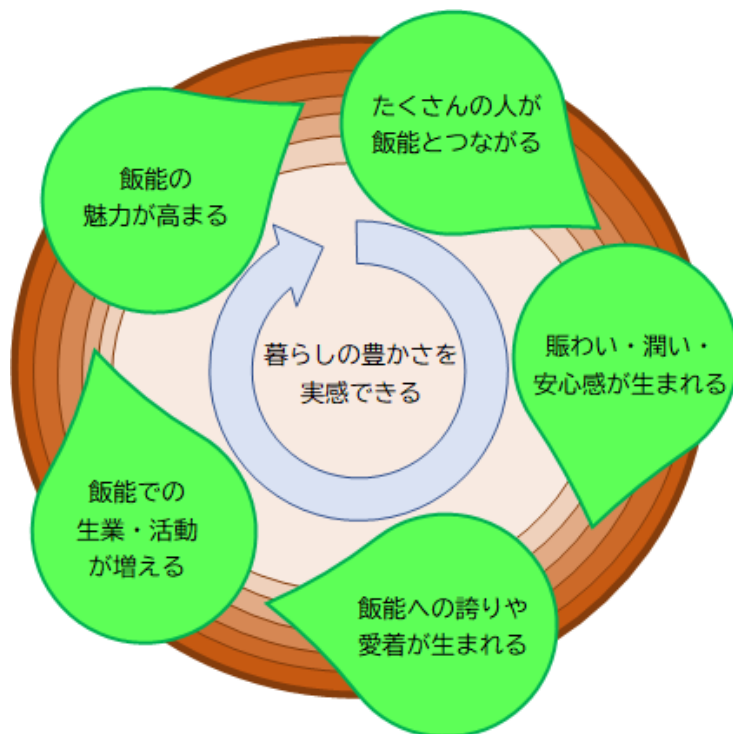 たくさんの人が
飯能とつながる
賑わい・潤い・
安心感が生まれる
飯能への誇りや
愛着が生まれる
飯能での
生業・活動
が増える
飯能の
魅力が高まる
暮らしの豊かさを
実感できる